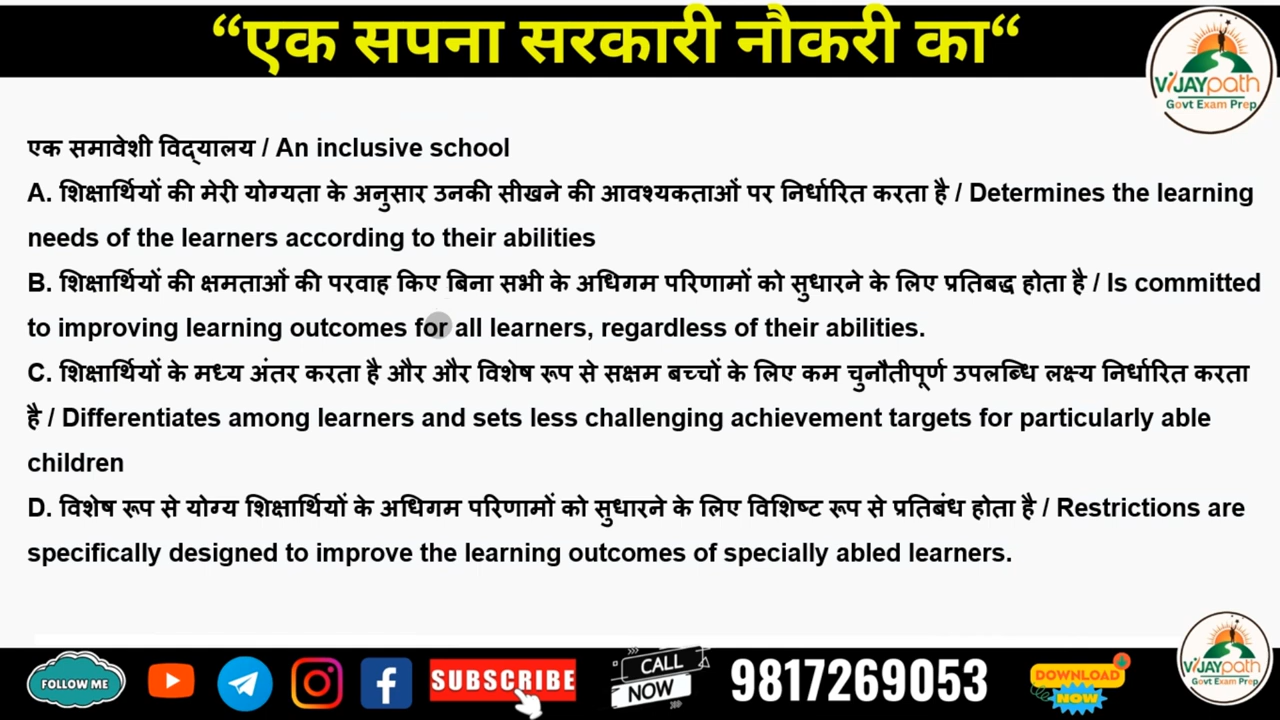 “एक सपना सरकारी नौकरी का“
ViJAYpath
Govt Exam Prep
एक समावेशी विद्यालय / An inclusive school
A. शिक्षार्थियों की मेरी योग्यता के अनुसार उनकी सीखने की आवश्यकताओं पर निर्धारित करता है / Determines the learning
needs of the learners according to their abilities
B. शिक्षार्थियों की क्षमताओं की परवाह किए बिना सभी के अधिगम परिणामों को सुधारने के लिए प्रतिबद्ध होता है / Is committed
to improving learning outcomes for all learners, regardless of their abilities.
C. शिक्षार्थियों के मध्य अंतर करता है और और विशेष रूप से सक्षम बच्चों के लिए कम चुनौतीपूर्ण उपलब्धि लक्ष्य निर्धारित करता
है / Differentiates among learners and sets less challenging achievement targets for particularly able
children
D. विशेष रूप से योग्य शिक्षार्थियों के अधिगम परिणामों को सुधारने के लिए विशिष्ट रूप से प्रतिबंध होता है / Restrictions are
specifically designed to improve the learning outcomes of specially abled learners.
FOLLOW ME
SUBSCRIBE
CALL
NOW
9817269053
DOWNLOAD
NOW
ViJAYpath
Govt Exam Prep